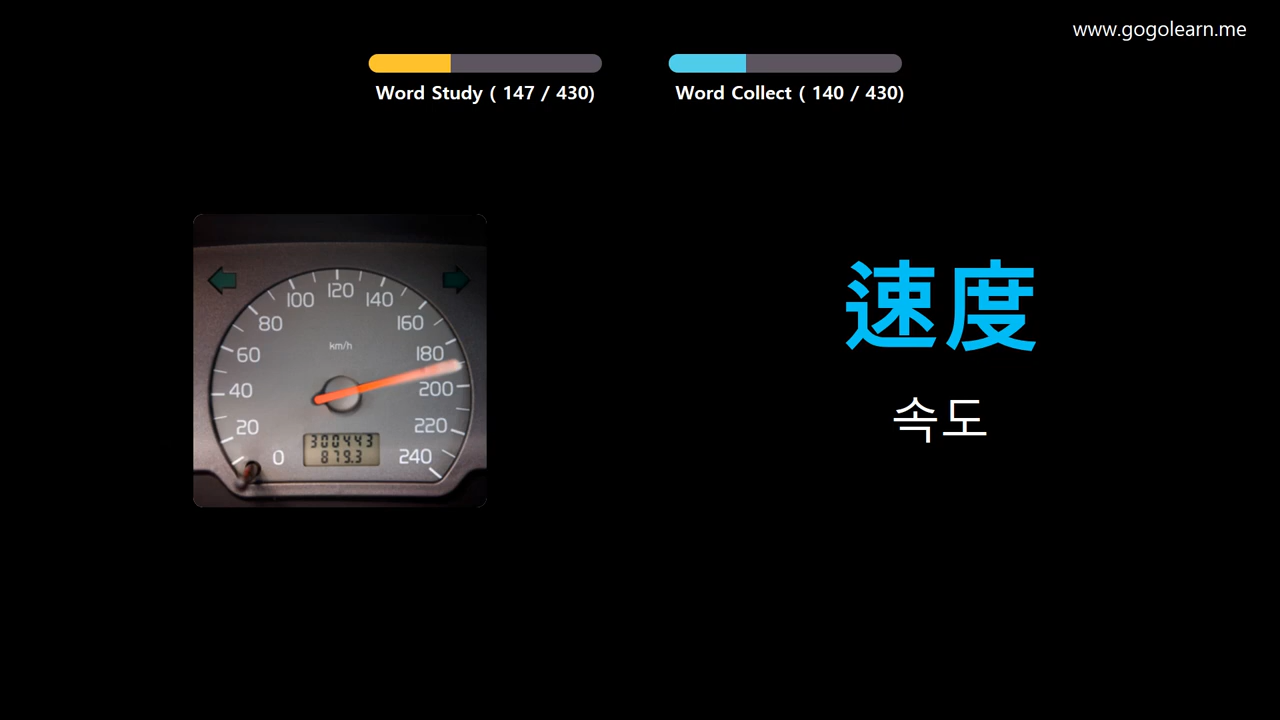 www.gogolearn.me
Word Study ( 147 / 430)
Word Collect ( 140 / 430)
速度
속도
120
100
140
80
160
km/h
60
180
40
200
20
220
300443
879.3
0
240